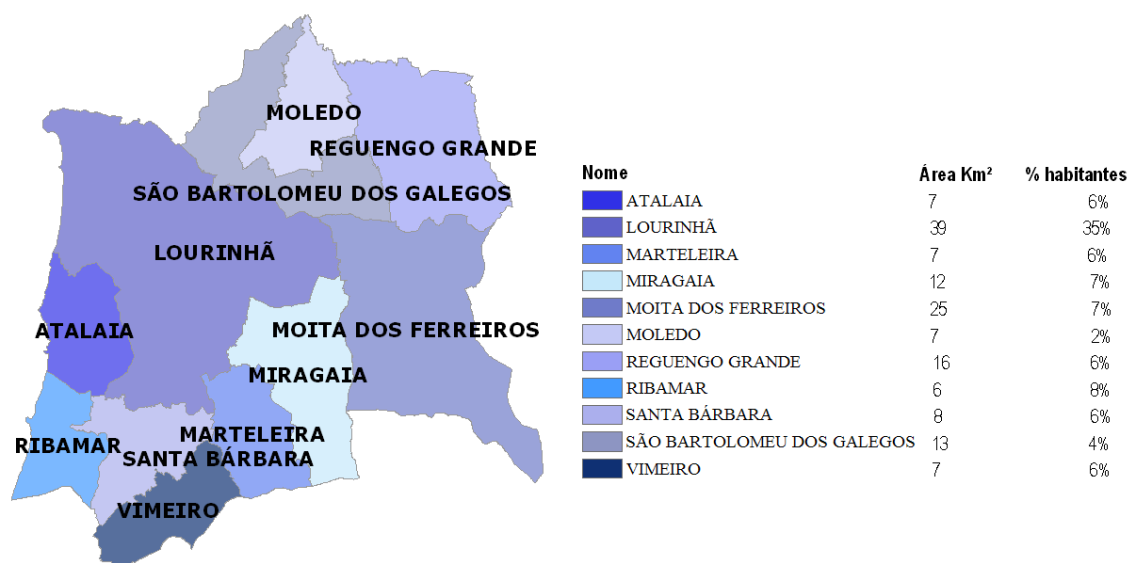 MOLEDO
REGUENGO GRANDE
SÃO BARTOLOMEU DOS GALEGOS
LOURINHÃ
ATALAIA
MOITA DOS FERREIROS
MIRAGAIA
RIBAMAR
MARTELEIRA
SANTA BÁRBARA
VIMEIRO
Nome Área Km² % habitantes
ATALAIA 7 6%
LOURINHÃ 39 35%
MARTELEIRA 7 6%
MIRAGAIA 12 7%
MOITA DOS FERREIROS 25 7%
MOLEDO 7 2%
REGUENGO GRANDE 16 6%
RIBAMAR 6 8%
SANTA BÁRBARA 8 6%
SÃO BARTOLOMEU DOS GALEGOS 13 4%
VIMEIRO 7 6%